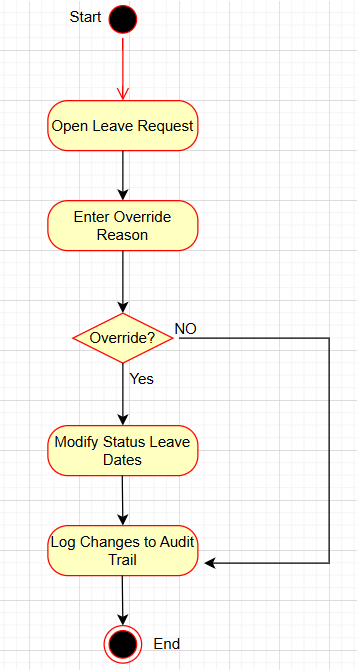 Start
Open Leave Request
Enter Override
Reason
Override?
NO
Yes
Modify Status Leave
Dates
Log Changes to Audit
Trail
End